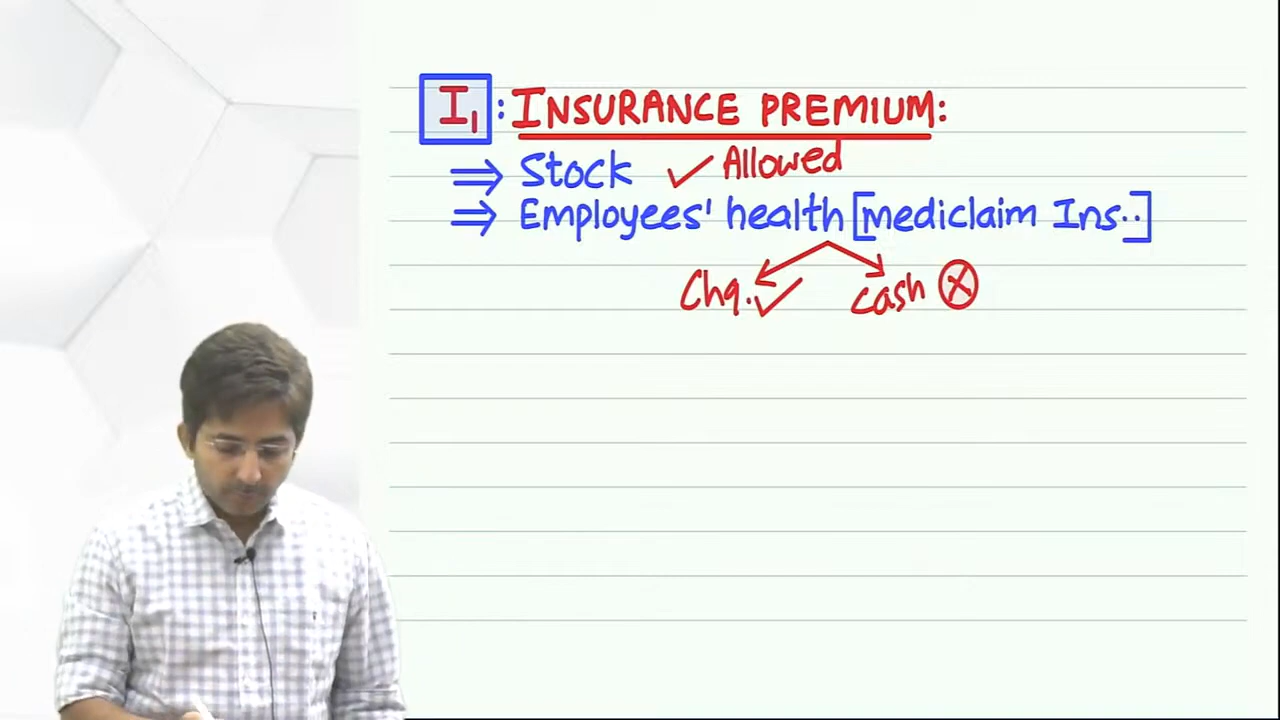 I₁ : INSURANCE PREMIUM:
⇒ Stock ✓ Allowed
⇒ Employees' health [mediclaim Ins..]
Chq. ✓ cash ⓧ